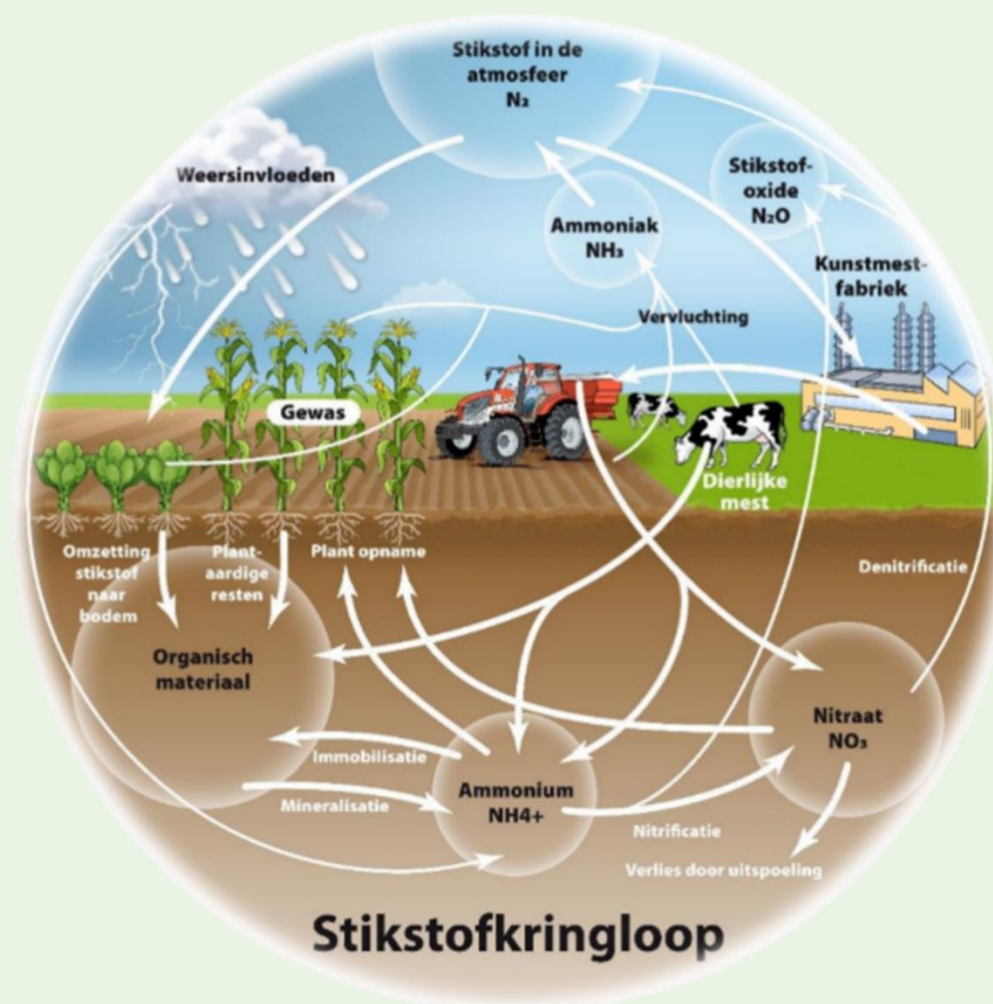 Stikstof in de
atmosfeer
N₂
Weersinvloeden
Stikstof-
oxide
N₂O
Ammoniak
NH₃
Kunstmest-
fabriek
Vervluchting
Gewas
Dierlijke
mest
Omzetting
stikstof
naar
bodem
Plant-
aardige
resten
Plant opname
Denitrificatie
Organisch
materiaal
Nitraat
NO₃
Immobilisatie
Mineralisatie
Ammonium
NH4+
Nitrificatie
Verlies door uitspoeling
Stikstofkringloop